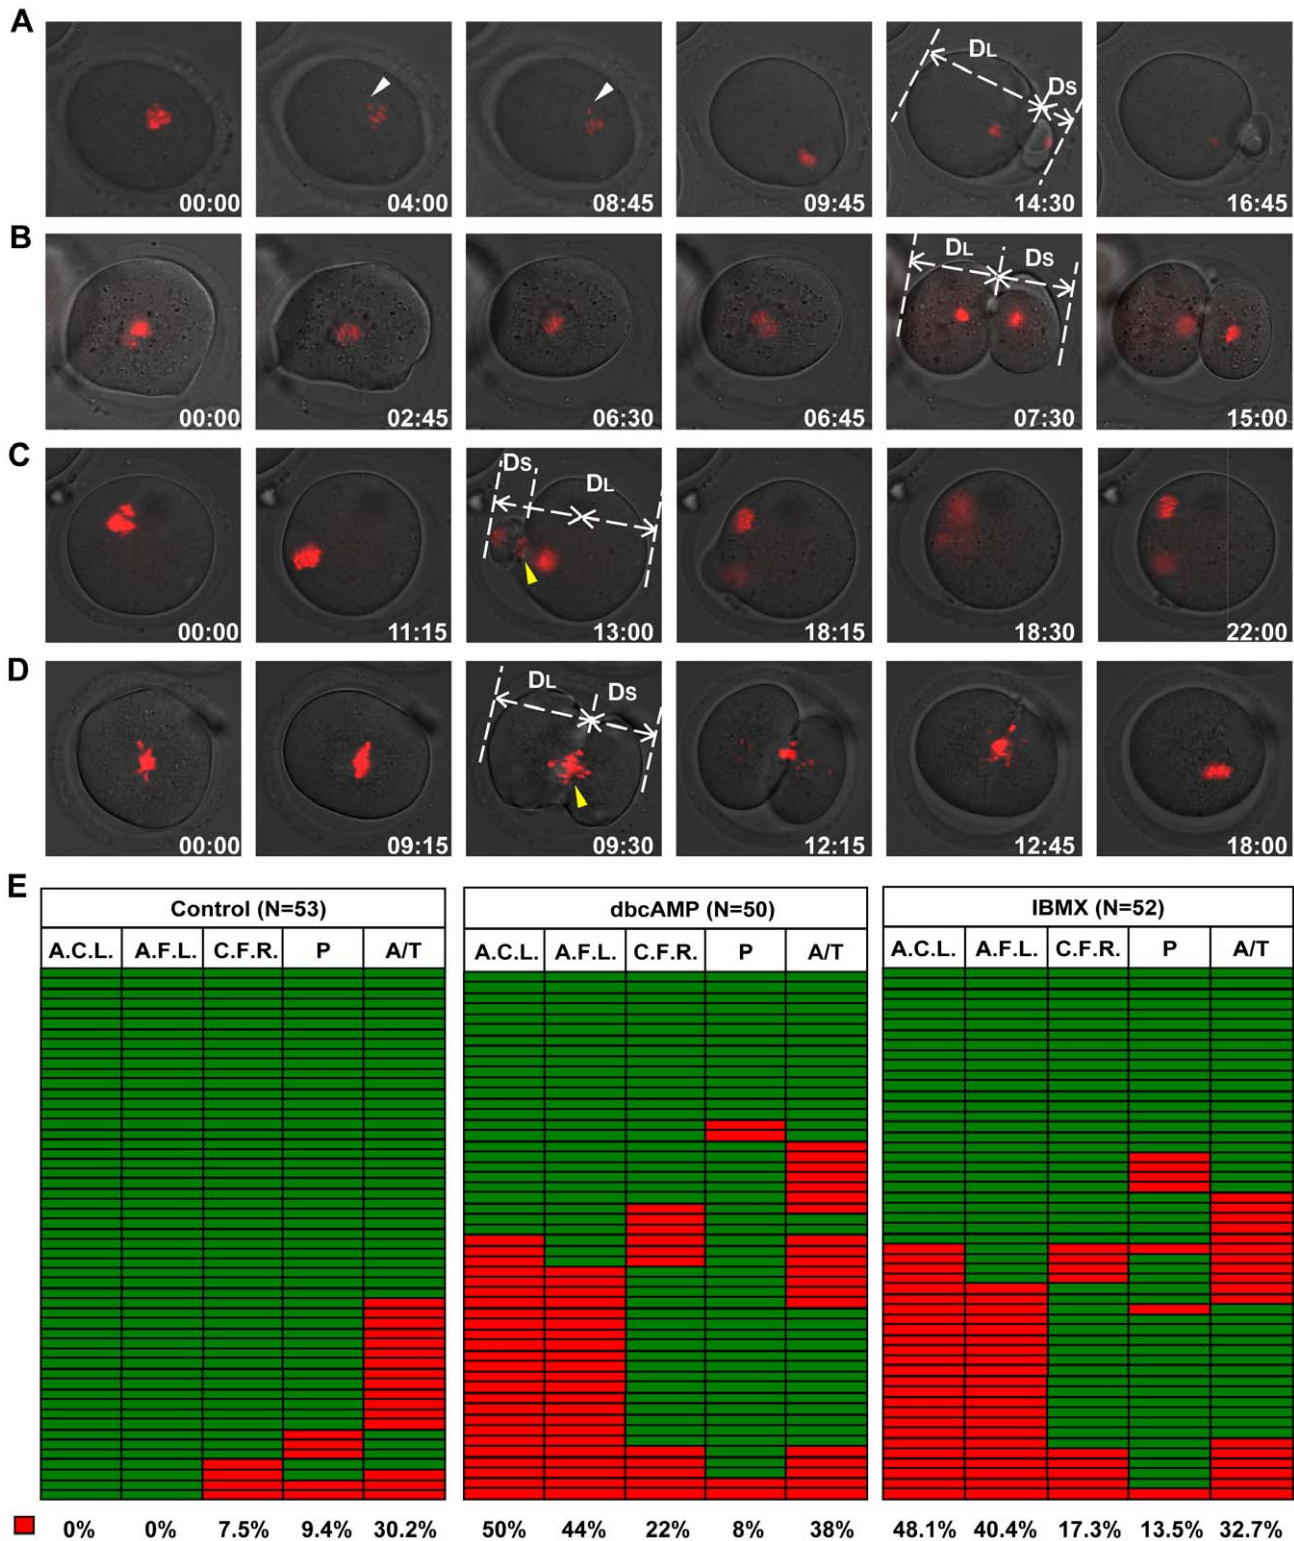 A
00:00 04:00 08:45 09:45 DL DS 14:30 16:45
B
00:00 02:45 06:30 06:45 DL DS 07:30 15:00
C
00:00 11:15 DS DL 13:00 18:15 18:30 22:00
D
00:00 09:15 DL DS 09:30 12:15 12:45 18:00
E
Control (N=53) dbcAMP (N=50) IBMX (N=52)
A.C.L. A.F.L. C.F.R. P A/T A.C.L. A.F.L. C.F.R. P A/T A.C.L. A.F.L. C.F.R. P A/T
0% 0% 7.5% 9.4% 30.2% 50% 44% 22% 8% 38% 48.1% 40.4% 17.3% 13.5% 32.7%